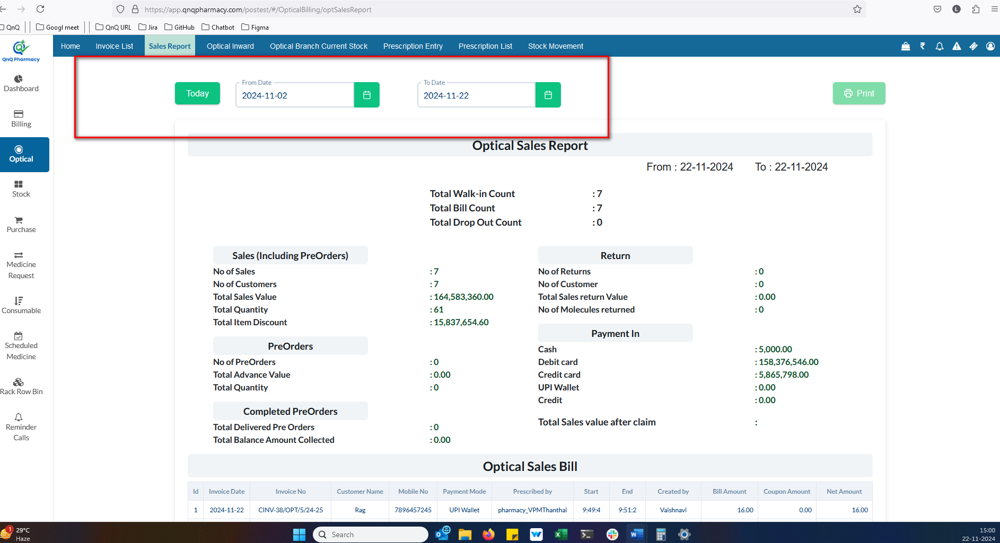 https://app.qnqpharmacy.com/postest/#/OpticalBilling/optSalesReport
L
QnQ
Googl meet
QnQ URL
Jira
GitHub
Chatbot
Figma
QnQ Pharmacy
Home
Invoice List
Sales Report
Optical Inward
Optical Branch Current Stock
Prescription Entry
Prescription List
Stock Movement
Dashboard
Billing
Optical
Stock
Purchase
Medicine
Request
Consumable
Scheduled
Medicine
Rack Row Bin
Reminder
Calls
Today
From Date
2024-11-02
To Date
2024-11-22
Print
Optical Sales Report
From : 22-11-2024 To : 22-11-2024
Total Walk-in Count : 7
Total Bill Count : 7
Total Drop Out Count : 0
Sales (Including PreOrders)
No of Sales : 7
No of Customers : 7
Total Sales Value : 164,583,360.00
Total Quantity : 61
Total Item Discount : 15,837,654.60
PreOrders
No of PreOrders : 0
Total Advance Value : 0.00
Total Quantity : 0
Completed PreOrders
Total Delivered Pre Orders : 0
Total Balance Amount Collected : 0.00
Return
No of Returns : 0
No of Customer : 0
Total Sales return Value : 0.00
No of Molecules returned : 0
Payment In
Cash : 5,000.00
Debit card : 158,376,546.00
Credit card : 5,865,798.00
UPI Wallet : 0.00
Credit : 0.00
Total Sales value after claim :
Optical Sales Bill
Id Invoice Date Invoice No Customer Name Mobile No Payment Mode Prescribed by Start End Created by Bill Amount Coupon Amount Net Amount
1 2024-11-22 CINV-38/OPT/5/24-25 Rag 7896457245 UPI Wallet pharmacy_VPMThanthai 9:49:4 9:51:2 Vaishnavi 16.00 0.00 16.00
1
29°C
Haze
Search
15:00
22-11-2024